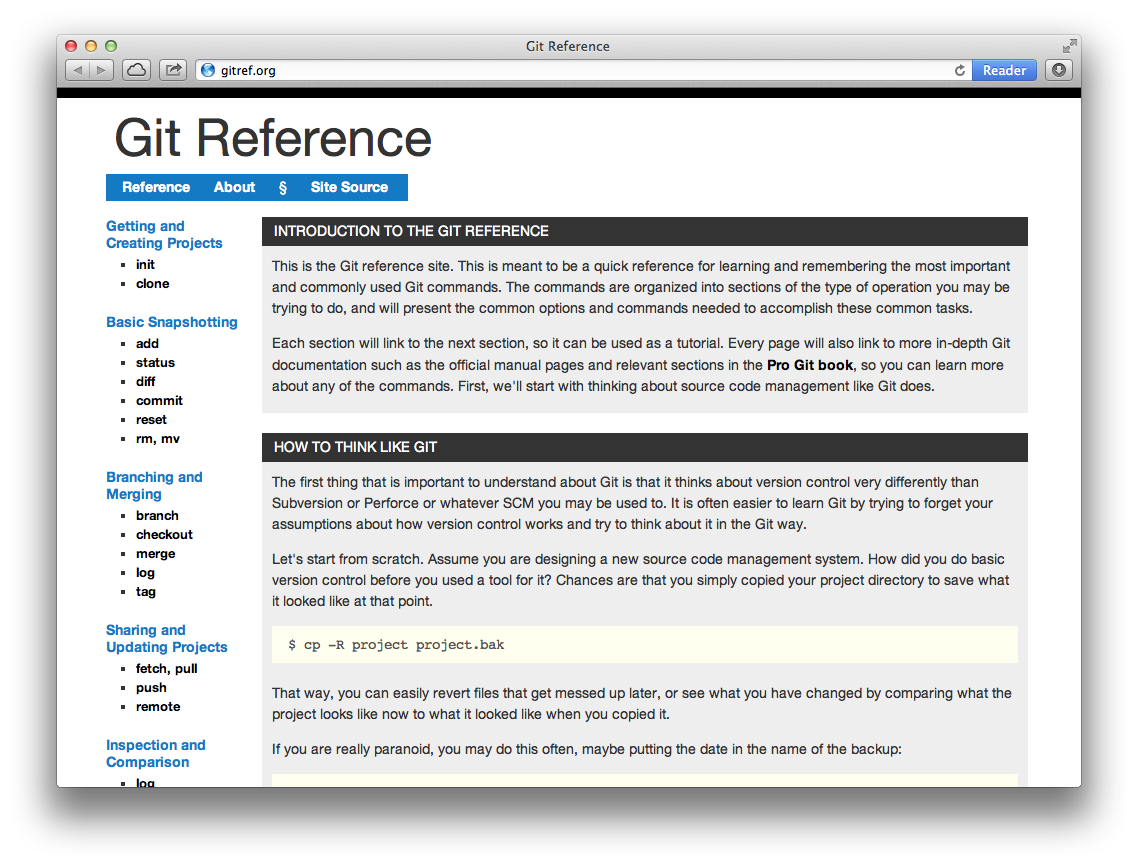 Git Reference
gitref.org
Reader
Git Reference
Reference About § Site Source
Getting and
Creating Projects
init
clone
Basic Snapshotting
add
status
diff
commit
reset
rm, mv
Branching and
Merging
branch
checkout
merge
log
tag
Sharing and
Updating Projects
fetch, pull
push
remote
Inspection and
Comparison
log
INTRODUCTION TO THE GIT REFERENCE
This is the Git reference site. This is meant to be a quick reference for learning and remembering the most important
and commonly used Git commands. The commands are organized into sections of the type of operation you may be
trying to do, and will present the common options and commands needed to accomplish these common tasks.
Each section will link to the next section, so it can be used as a tutorial. Every page will also link to more in-depth Git
documentation such as the official manual pages and relevant sections in the Pro Git book, so you can learn more
about any of the commands. First, we'll start with thinking about source code management like Git does.
HOW TO THINK LIKE GIT
The first thing that is important to understand about Git is that it thinks about version control very differently than
Subversion or Perforce or whatever SCM you may be used to. It is often easier to learn Git by trying to forget your
assumptions about how version control works and try to think about it in the Git way.
Let's start from scratch. Assume you are designing a new source code management system. How did you do basic
version control before you used a tool for it? Chances are that you simply copied your project directory to save what
it looked like at that point.
$ cp -R project project.bak
That way, you can easily revert files that get messed up later, or see what you have changed by comparing what the
project looks like now to what it looked like when you copied it.
If you are really paranoid, you may do this often, maybe putting the date in the name of the backup: